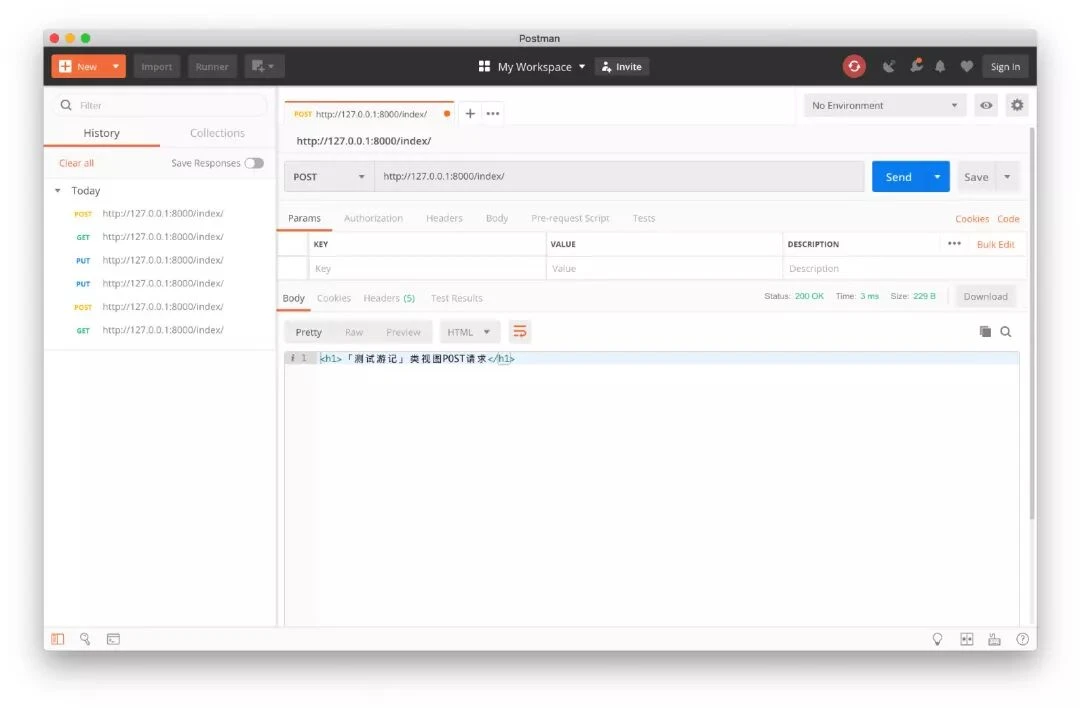 Postman
New
Import
Runner
My Workspace
Invite
Sign In
Filter
History
Collections
Clear all
Save Responses
Today
POST http://127.0.0.1:8000/index/
GET http://127.0.0.1:8000/index/
PUT http://127.0.0.1:8000/index/
PUT http://127.0.0.1:8000/index/
POST http://127.0.0.1:8000/index/
GET http://127.0.0.1:8000/index/
POST http://127.0.0.1:8000/index/
No Environment
http://127.0.0.1:8000/index/
POST http://127.0.0.1:8000/index/
Send
Save
Params Authorization Headers Body Pre-request Script Tests
Cookies Code
KEY VALUE DESCRIPTION
Bulk Edit
Key Value Description
Body Cookies Headers (5) Test Results
Status: 200 OK Time: 3 ms Size: 229 B
Download
Pretty Raw Preview HTML
i 1 <h1>「测试游记」类视图POST请求</h1>